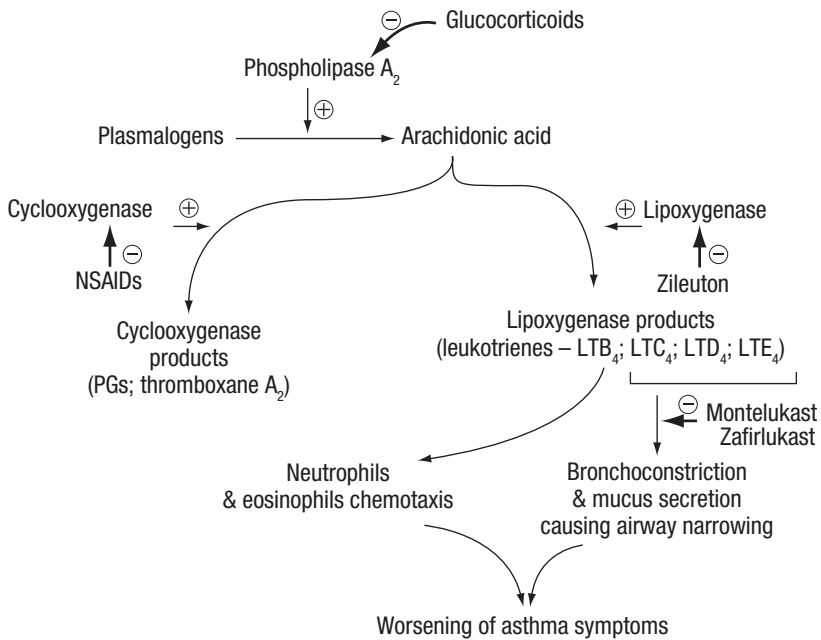 ⊖ Glucocorticoids
Phospholipase A₂
⊕
Plasmalogens Arachidonic acid
Cyclooxygenase ⊕ ⊕ Lipoxygenase
⊖ ⊖
NSAIDs Zileuton
Cyclooxygenase
products
(PGs; thromboxane A₂)
Lipoxygenase products
(leukotrienes – LTB₄; LTC₄; LTD₄; LTE₄)
⊖ Montelukast
Zafirlukast
Neutrophils
& eosinophils chemotaxis
Bronchoconstriction
& mucus secretion
causing airway narrowing
Worsening of asthma symptoms